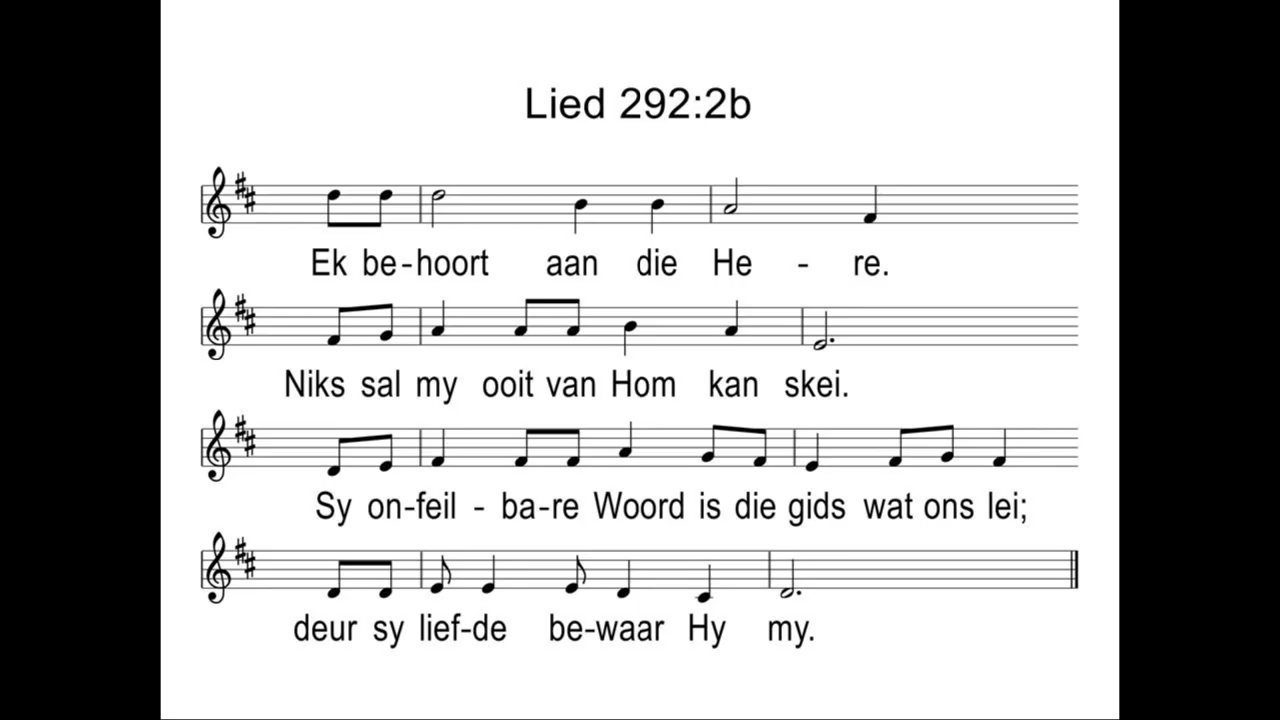 Lied 292:2b
Ek be-hoort aan die He - re.
Niks sal my ooit van Hom kan skei.
Sy on-feil - ba-re Woord is die gids wat ons lei;
deur sy lief-de be-waar Hy my.